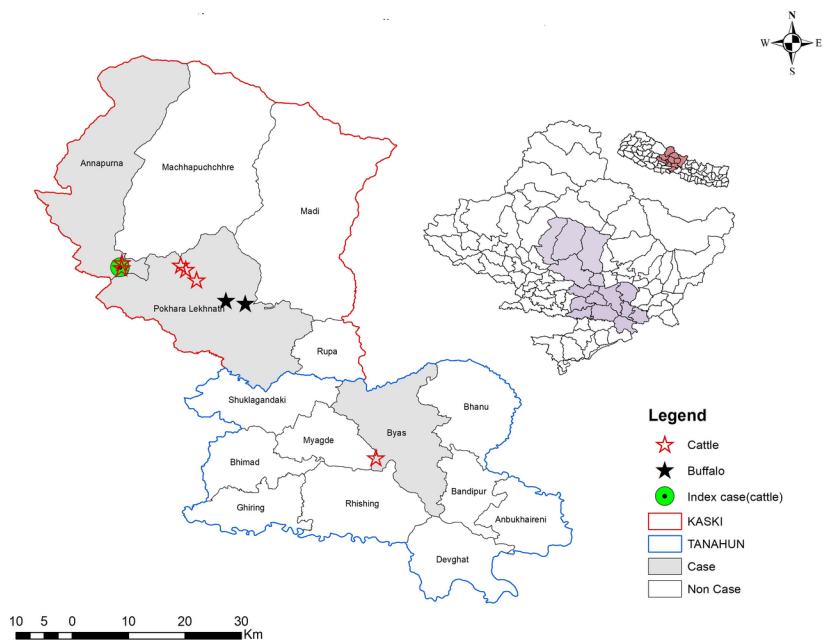 N
W
E
S
Annapurna
Machhapuchchhre
Madi
Pokhara Lekhnath
Rupa
Shuklagandaki
Bhanu
Byas
Myagde
Bhimad
Bandipur
Rhishing
Ghiring
Anbukhaireni
Devghat
Legend
Cattle
Buffalo
Index case(cattle)
KASKI
TANAHUN
Case
Non Case
10 5 0 10 20 30
Km